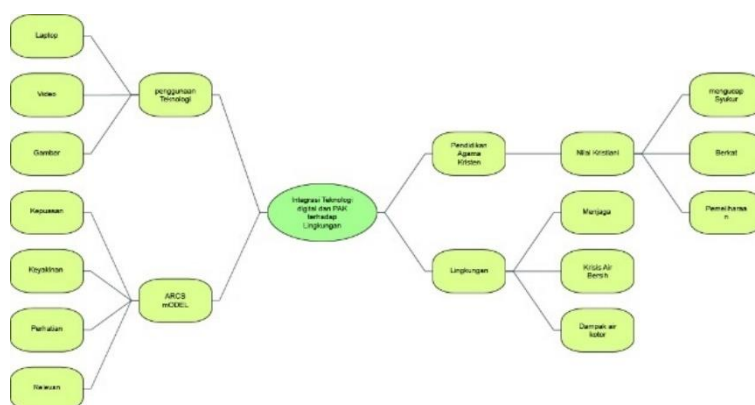 Laptop
Video
Gambar
Kepuasan
Keyakinan
Perhatian
Relevan
penggunaan
Teknologi
ARCS
mODEL
Integrasi Teknologi
digital dan PAK
terhadap
Lingkungan
Pendidikan
Agama
Kristen
Lingkungan
Nilai Kristiani
Menjaga
Krisis Air
Bersih
Dampak air
kotor
mengucap
Syukur
Berkat
Pemeliharaa
n